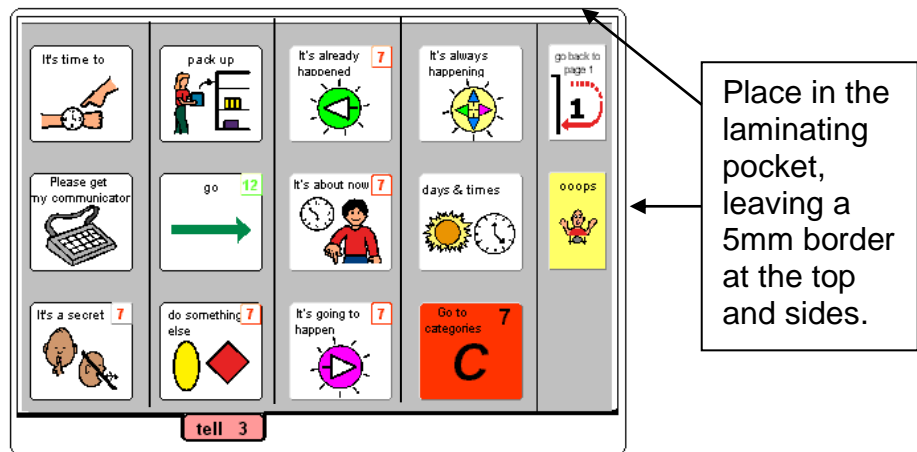 It's time to
pack up
It's already 7
happened
It's always
happening
go back to
page 1
1
Please get
my communicator
go 12
It's about now 7
days & times
ooops
It's a secret 7
do something 7
else
It's going to 7
happen
Go to 7
categories
C
tell 3
Place in the
laminating
pocket,
leaving a
5mm border
at the top
and sides.